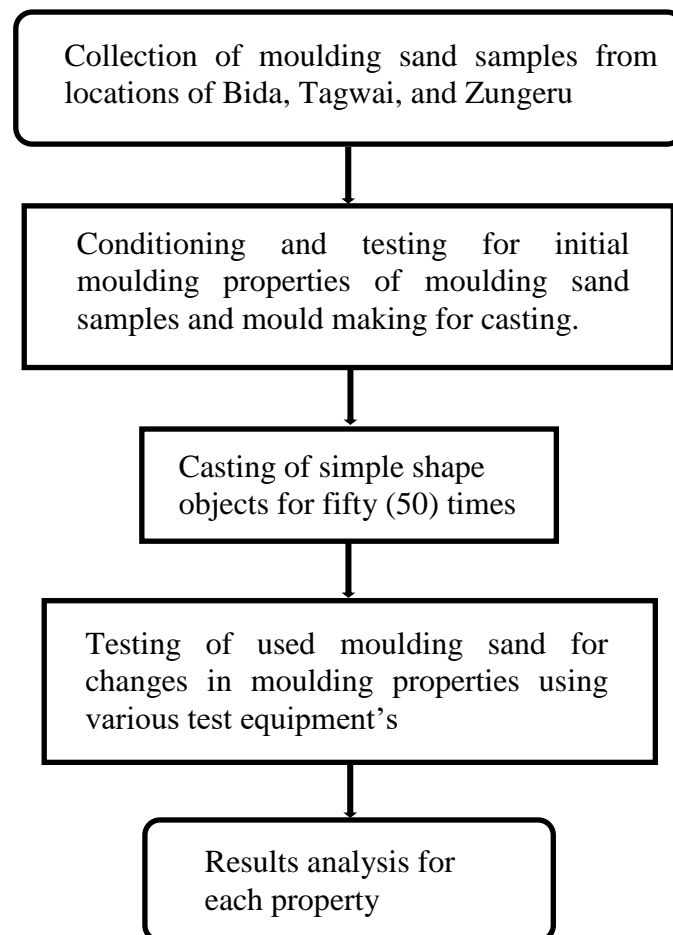 Collection of moulding sand samples from
locations of Bida, Tagwai, and Zungeru
Conditioning and testing for initial
moulding properties of moulding sand
samples and mould making for casting.
Casting of simple shape
objects for fifty (50) times
Testing of used moulding sand for
changes in moulding properties using
various test equipment’s
Results analysis for
each property